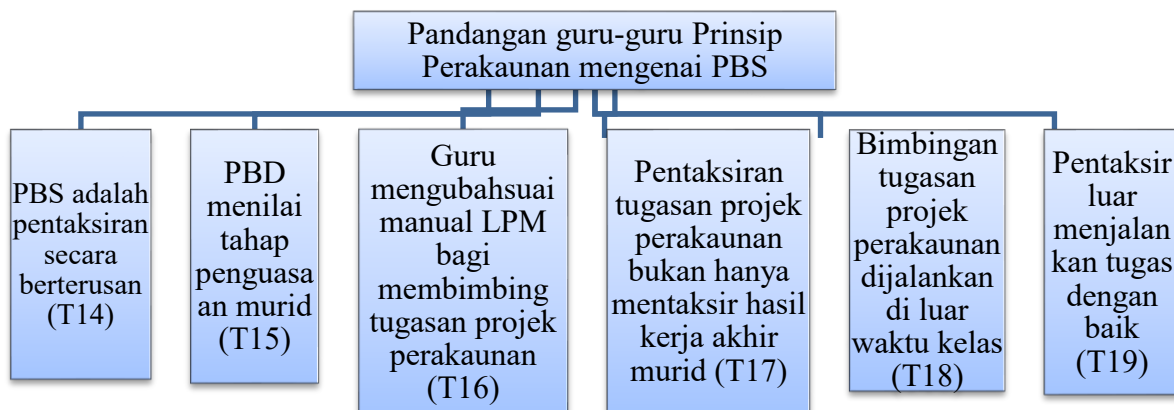 Pandangan guru-guru Prinsip
Perakaunan mengenai PBS
PBS adalah
pentaksiran
secara
berterusan
(T14)
PBD
menilai
tahap
penguasa
an murid
(T15)
Guru
mengubahsuai
manual LPM
bagi
membimbing
tugasan projek
perakaunan
(T16)
Pentaksiran
tugasan projek
perakaunan
bukan hanya
mentaksir hasil
kerja akhir
murid (T17)
Bimbingan
tugasan
projek
perakaunan
dijalankan
di luar
waktu kelas
(T18)
Pentaksir
luar
menjalan
kan tugas
dengan
baik
(T19)